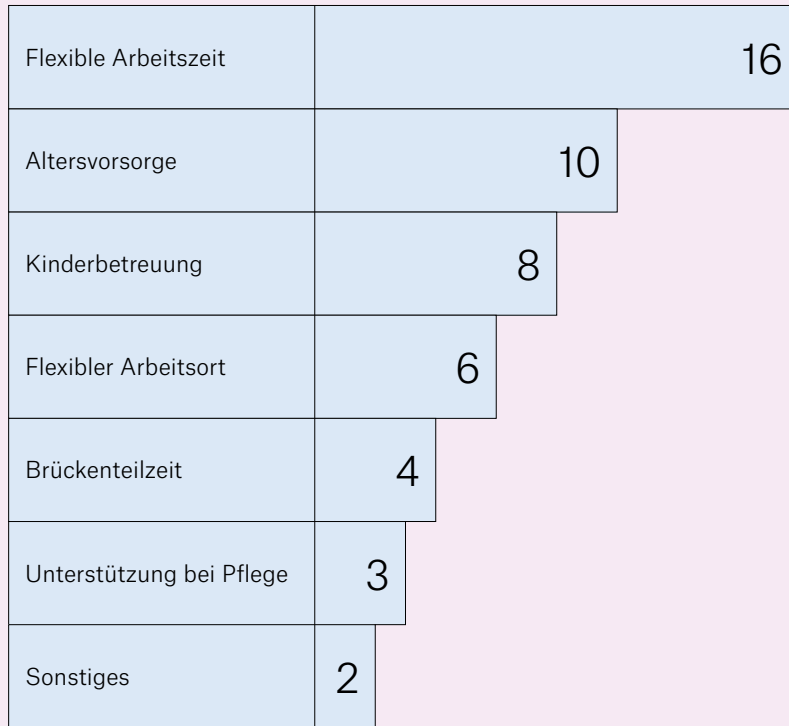 Flexible Arbeitszeit 16
Altersvorsorge 10
Kinderbetreuung 8
Flexibler Arbeitsort 6
Brückenteilzeit 4
Unterstützung bei Pflege 3
Sonstiges 2